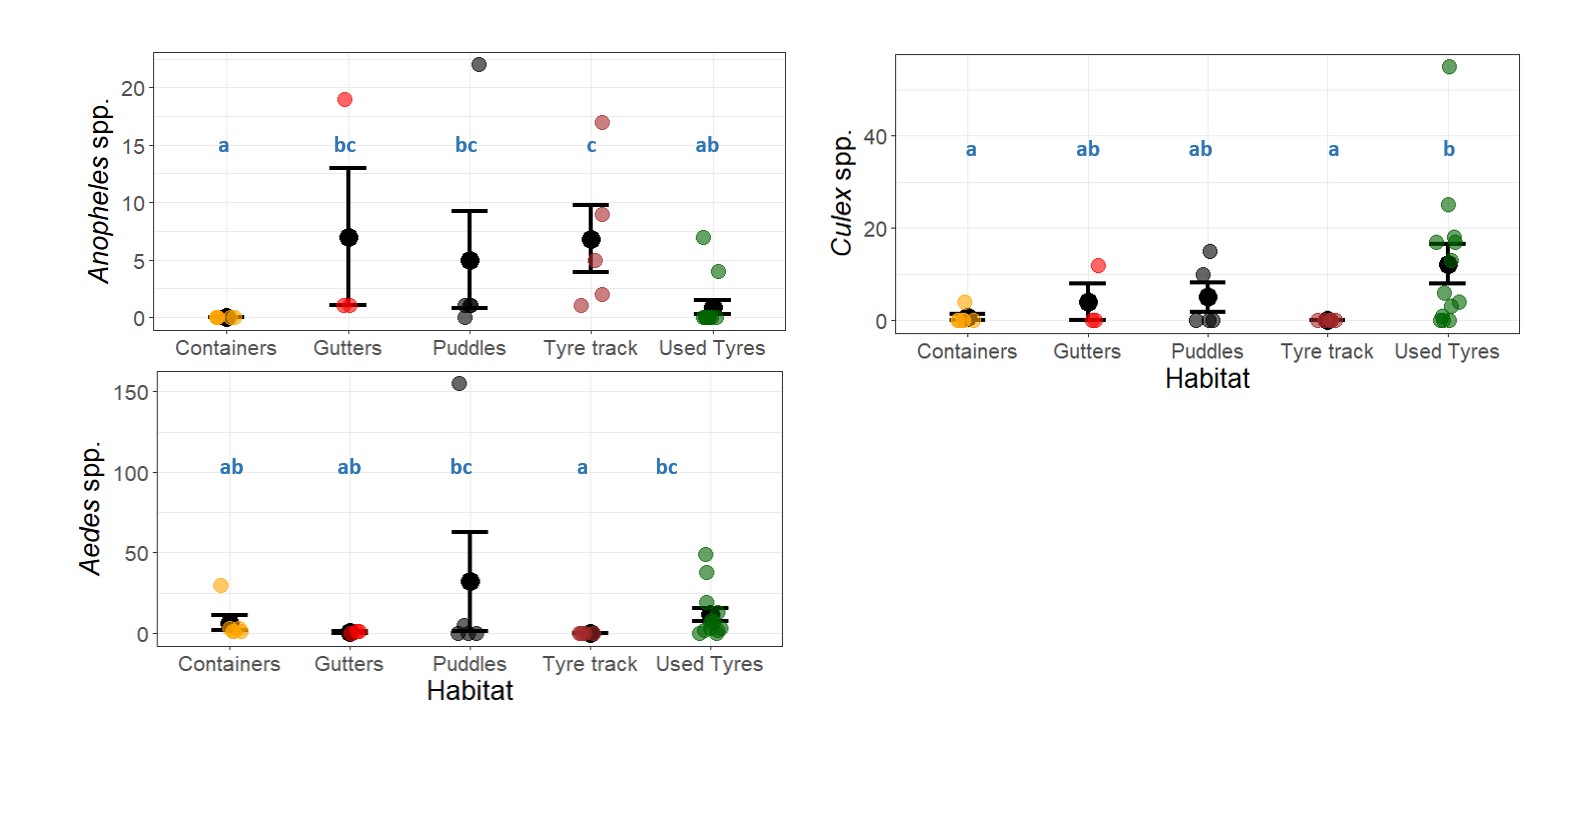 Anopheles spp.
20
15
10
5
0
a bc bc c ab
Containers Gutters Puddles Tyre track Used Tyres
Culex spp.
40
20
0
a ab ab a b
Containers Gutters Puddles Tyre track Used Tyres
Habitat
Aedes spp.
150
100
50
0
ab ab bc a bc
Containers Gutters Puddles Tyre track Used Tyres
Habitat